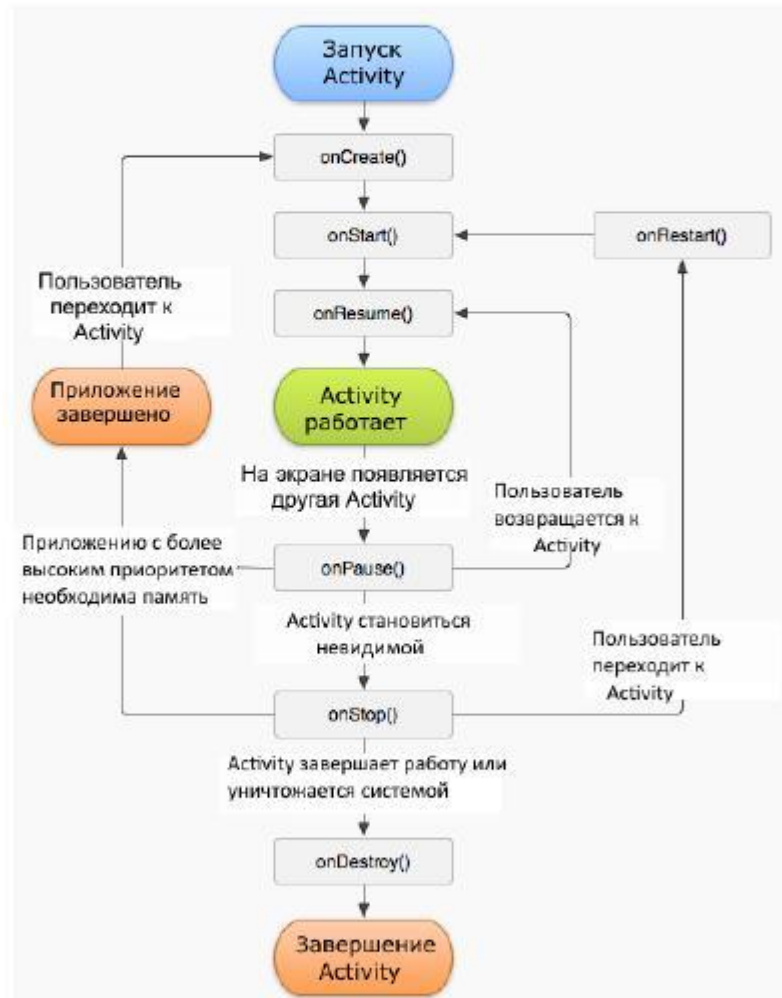 Запуск
Activity
onCreate()
onStart()
onRestart()
Пользователь
переходит к
Activity
onResume()
Приложение
завершено
Activity
работает
На экране появляется
другая Activity
Пользователь
возвращается к
Activity
Приложению с более
высоким приоритетом
необходима память
onPause()
Activity становиться
невидимой
Пользователь
переходит к
Activity
onStop()
Activity завершает работу или
уничтожается системой
onDestroy()
Завершение
Activity